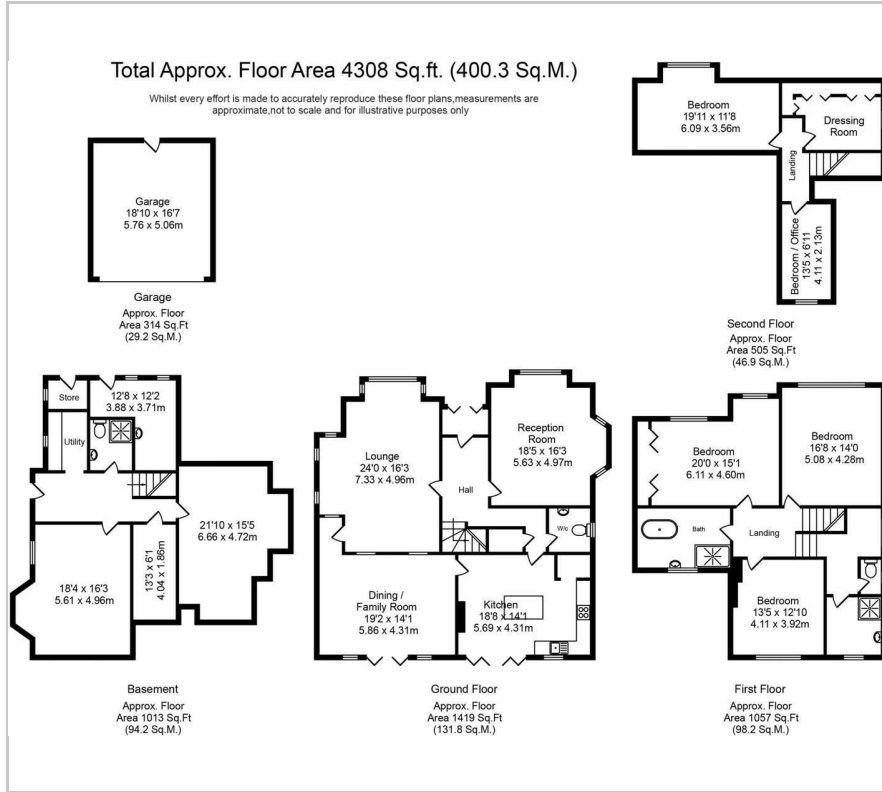 Total Approx. Floor Area 4308 Sq.ft. (400.3 Sq.M.)
Whilst every effort is made to accurately reproduce these floor plans,measurements are
approximate,not to scale and for illustrative purposes only
Garage
18'10 x 16'7
5.76 x 5.06m
Garage
Approx. Floor
Area 314 Sq.Ft
(29.2 Sq.M.)
Bedroom
19'11 x 11'8
6.09 x 3.56m
Dressing
Room
Landing
Bedroom / Office
13'5 x 6'11
4.11 x 2.13m
Second Floor
Approx. Floor
Area 505 Sq.Ft
(46.9 Sq.M.)
Store
12'8 x 12'2
3.88 x 3.71m
Utility
21'10 x 15'5
6.66 x 4.72m
18'4 x 16'3
5.61 x 4.96m
13'3 x 6'1
4.04 x 1.86m
Basement
Approx. Floor
Area 1013 Sq.Ft
(94.2 Sq.M.)
Lounge
24'0 x 16'3
7.33 x 4.96m
Reception
Room
18'5 x 16'3
5.63 x 4.97m
Hall
W/c
Dining /
Family Room
19'2 x 14'1
5.86 x 4.31m
Kitchen
18'8 x 14'1
5.69 x 4.31m
Ground Floor
Approx. Floor
Area 1419 Sq.Ft
(131.8 Sq.M.)
Bedroom
20'0 x 15'1
6.11 x 4.60m
Bedroom
16'8 x 14'0
5.08 x 4.28m
Bath
Landing
Bedroom
13'5 x 12'10
4.11 x 3.92m
First Floor
Approx. Floor
Area 1057 Sq.Ft
(98.2 Sq.M.)